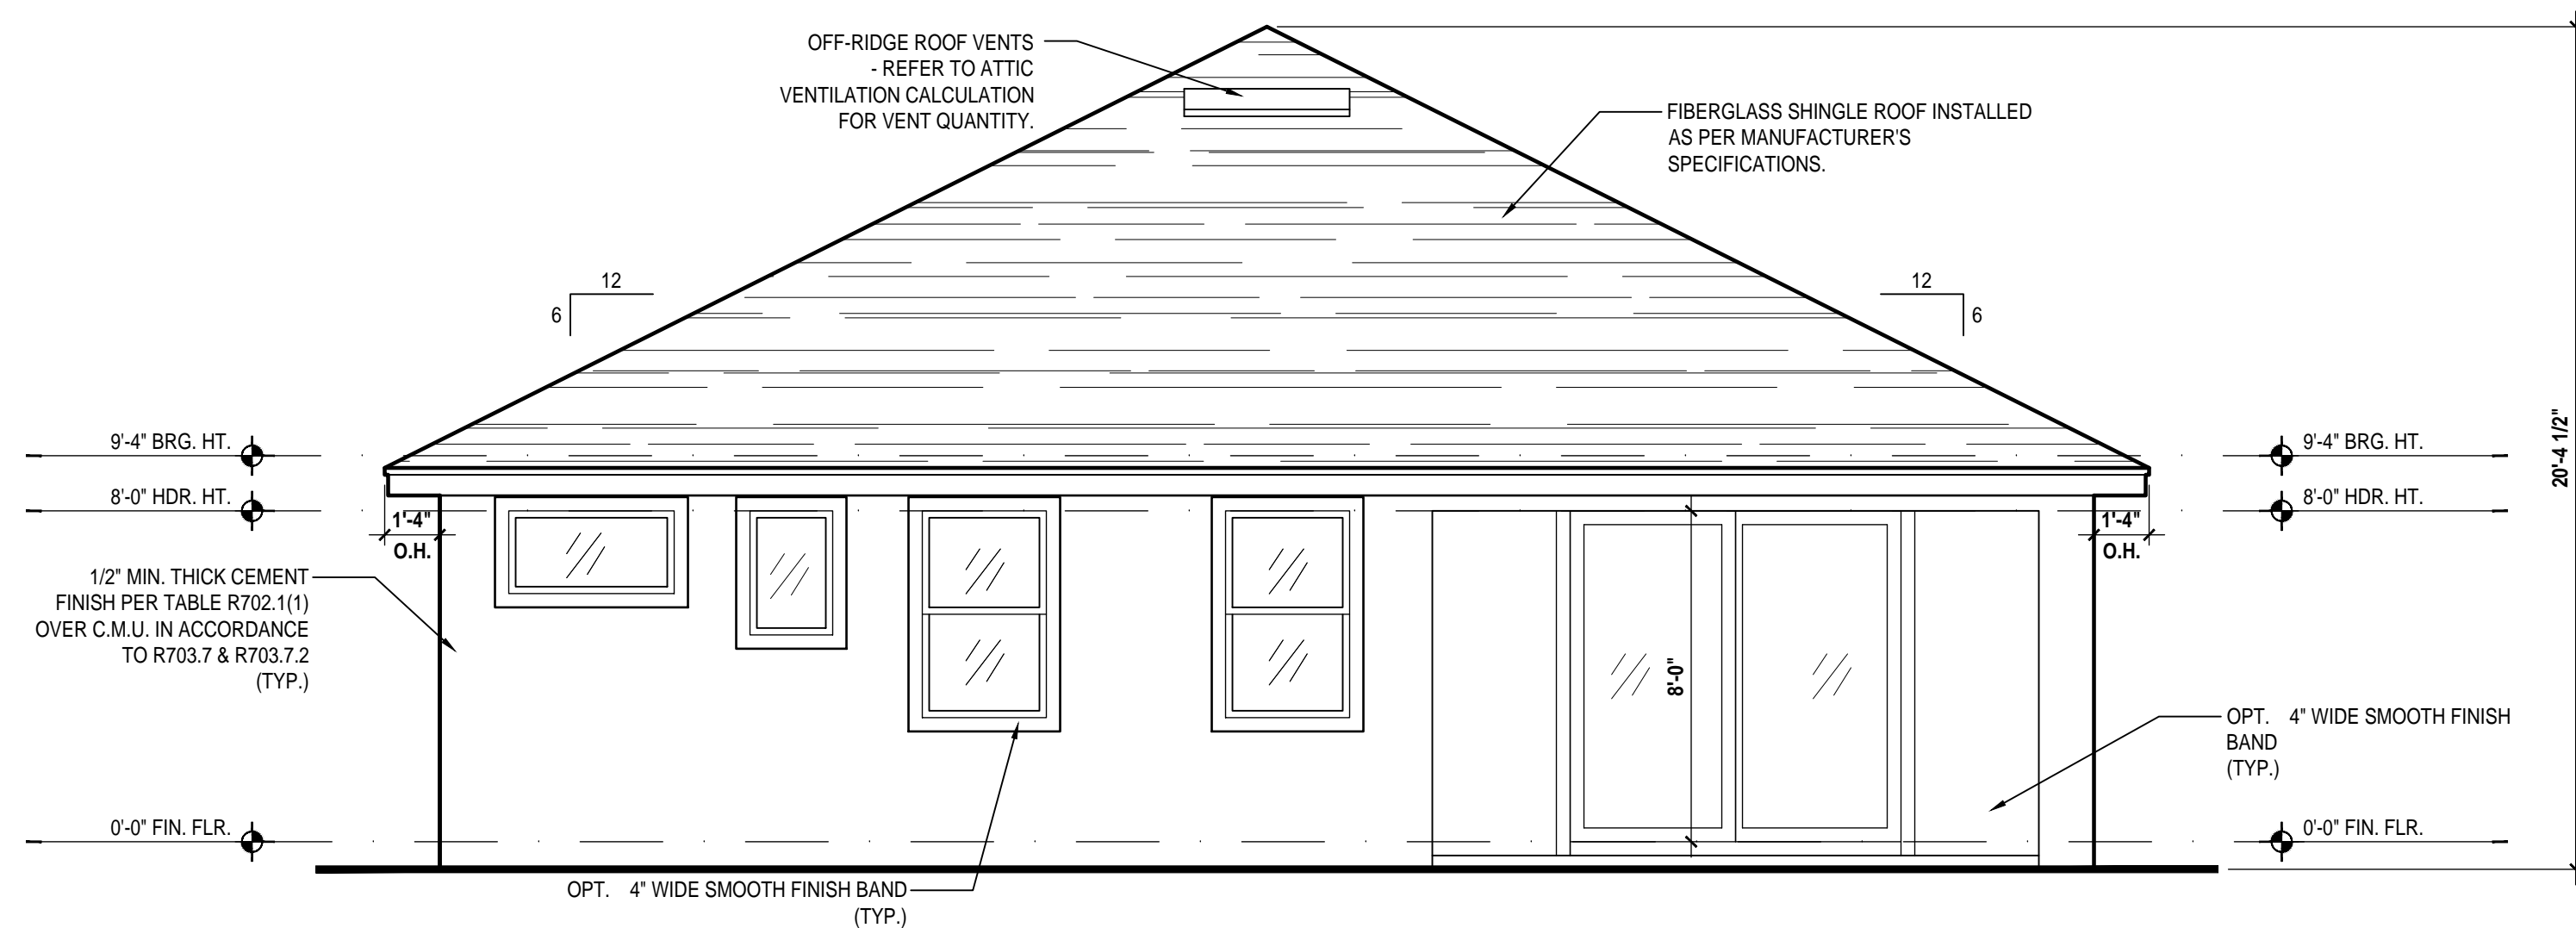 OFF-RIDGE ROOF VENTS
- REFER TO ATTIC
VENTILATION CALCULATION
FOR VENT QUANTITY.
FIBERGLASS SHINGLE ROOF INSTALLED
AS PER MANUFACTURER'S
SPECIFICATIONS.
12
6
12
6
9'-4" BRG. HT.
9'-4" BRG. HT.
20'-4 1/2"
8'-0" HDR. HT.
8'-0" HDR. HT.
1'-4"
O.H.
1'-4"
O.H.
1/2" MIN. THICK CEMENT
FINISH PER TABLE R702.1(1)
OVER C.M.U. IN ACCORDANCE
TO R703.7 & R703.7.2
(TYP.)
8'-0"
OPT. 4" WIDE SMOOTH FINISH
BAND
(TYP.)
0'-0" FIN. FLR.
0'-0" FIN. FLR.
OPT. 4" WIDE SMOOTH FINISH BAND
(TYP.)